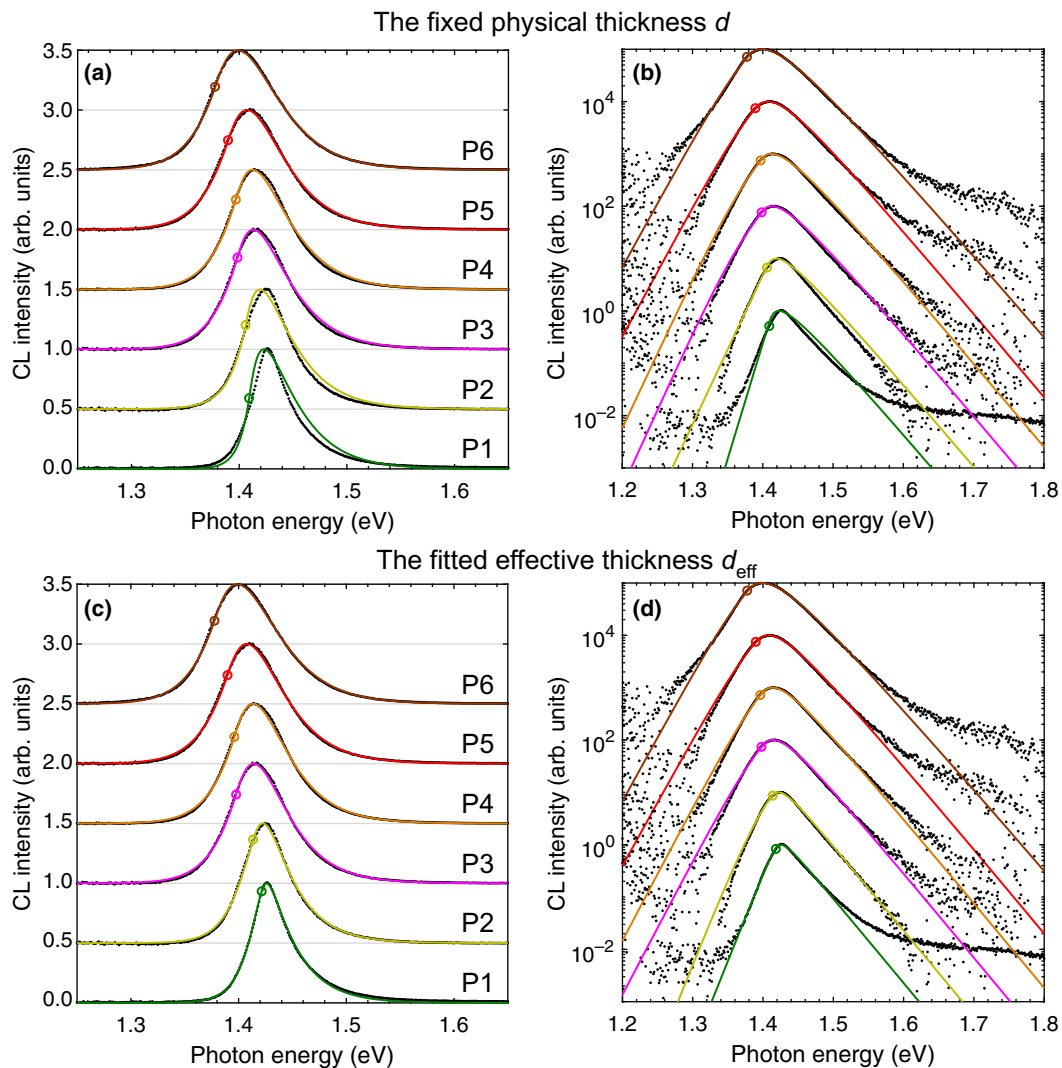 The fixed physical thickness d
(a)
3.5
3.0
2.5
2.0
1.5
1.0
0.5
0.0
P6
P5
P4
P3
P2
P1
CL intensity (arb. units)
1.3 1.4 1.5 1.6
Photon energy (eV)
(b)
10^4
10^2
10^0
10^-2
CL intensity (arb. units)
1.2 1.3 1.4 1.5 1.6 1.7 1.8
Photon energy (eV)
The fitted effective thickness d_eff
(c)
3.5
3.0
2.5
2.0
1.5
1.0
0.5
0.0
P6
P5
P4
P3
P2
P1
CL intensity (arb. units)
1.3 1.4 1.5 1.6
Photon energy (eV)
(d)
10^4
10^2
10^0
10^-2
CL intensity (arb. units)
1.2 1.3 1.4 1.5 1.6 1.7 1.8
Photon energy (eV)